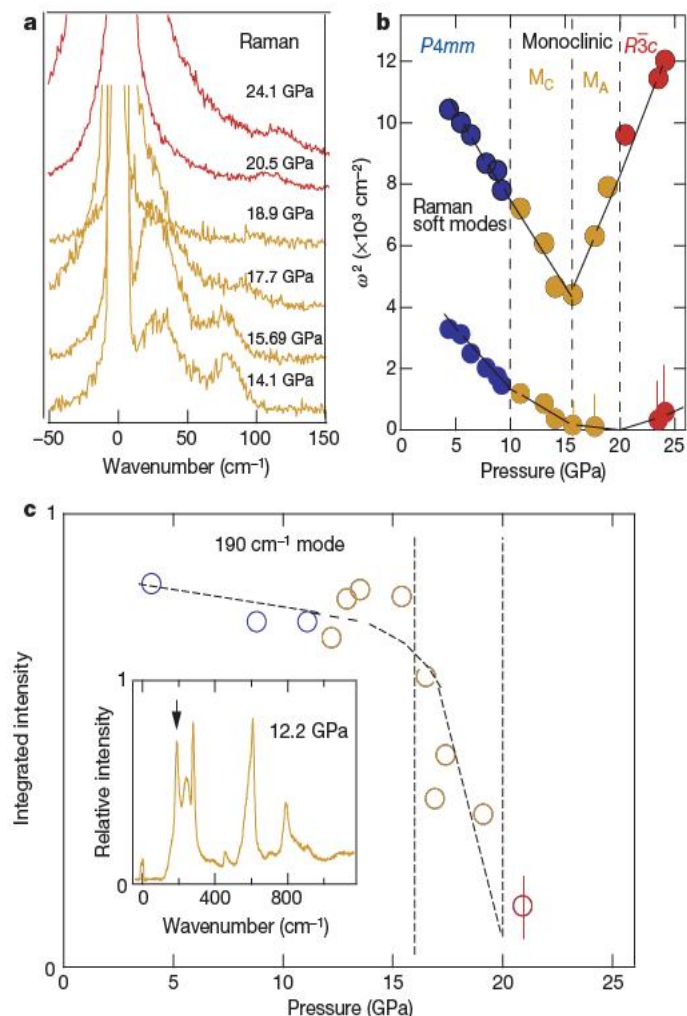 a
Raman
24.1 GPa
20.5 GPa
18.9 GPa
17.7 GPa
15.69 GPa
14.1 GPa
–50 0 50 100 150
Wavenumber (cm⁻¹)
b
P4mm Monoclinic R3̅c
M_C M_A
Raman
soft modes
12
10
8
6
4
2
0
ω² (×10³ cm⁻²)
0 5 10 15 20 25
Pressure (GPa)
c
1
190 cm⁻¹ mode
Integrated intensity
1
12.2 GPa
Relative intensity
0
0 400 800
Wavenumber (cm⁻¹)
0
0 5 10 15 20 25
Pressure (GPa)